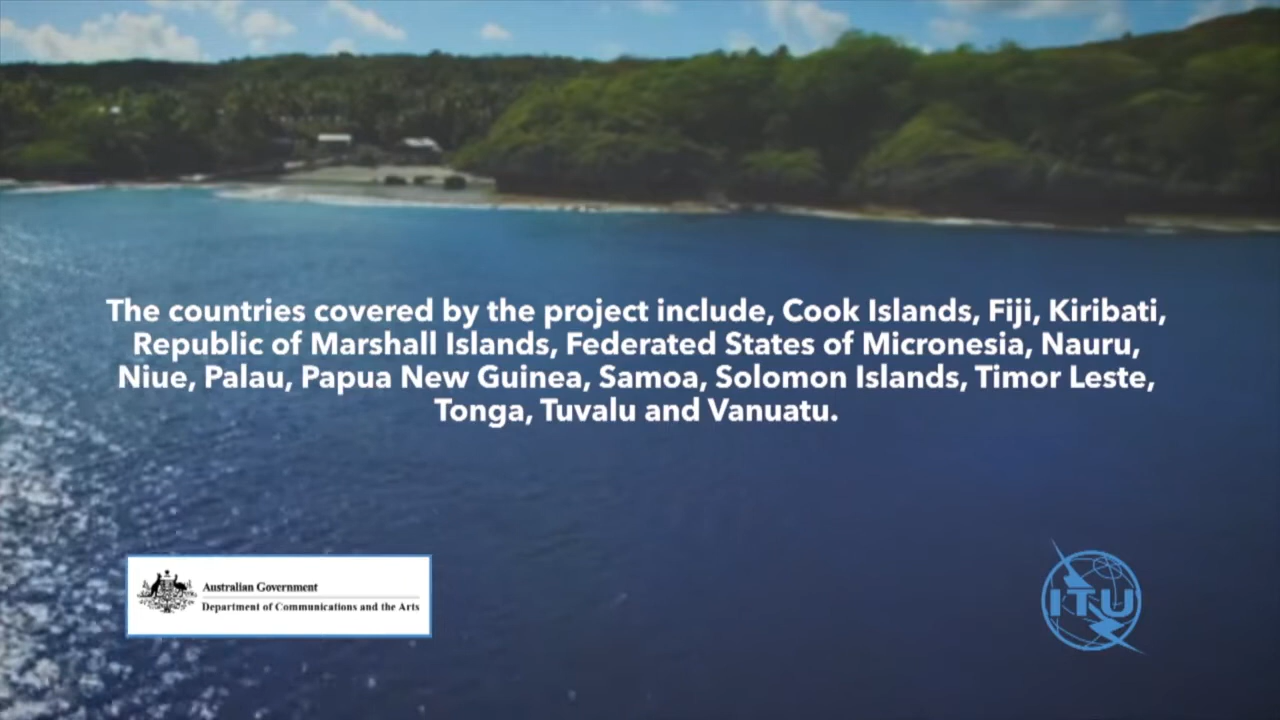 The countries covered by the project include, Cook Islands, Fiji, Kiribati,
Republic of Marshall Islands, Federated States of Micronesia, Nauru,
Niue, Palau, Papua New Guinea, Samoa, Solomon Islands, Timor Leste,
Tonga, Tuvalu and Vanuatu.
Australian Government
Department of Communications and the Arts
ITU